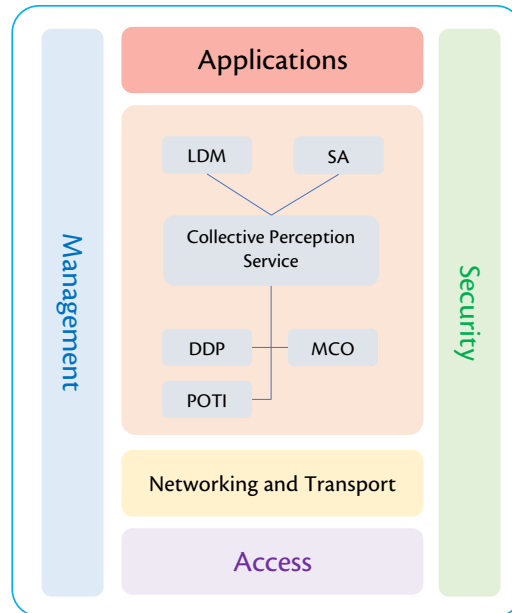 Applications
Management
Security
LDM
SA
Collective Perception
Service
DDP
MCO
POTI
Networking and Transport
Access